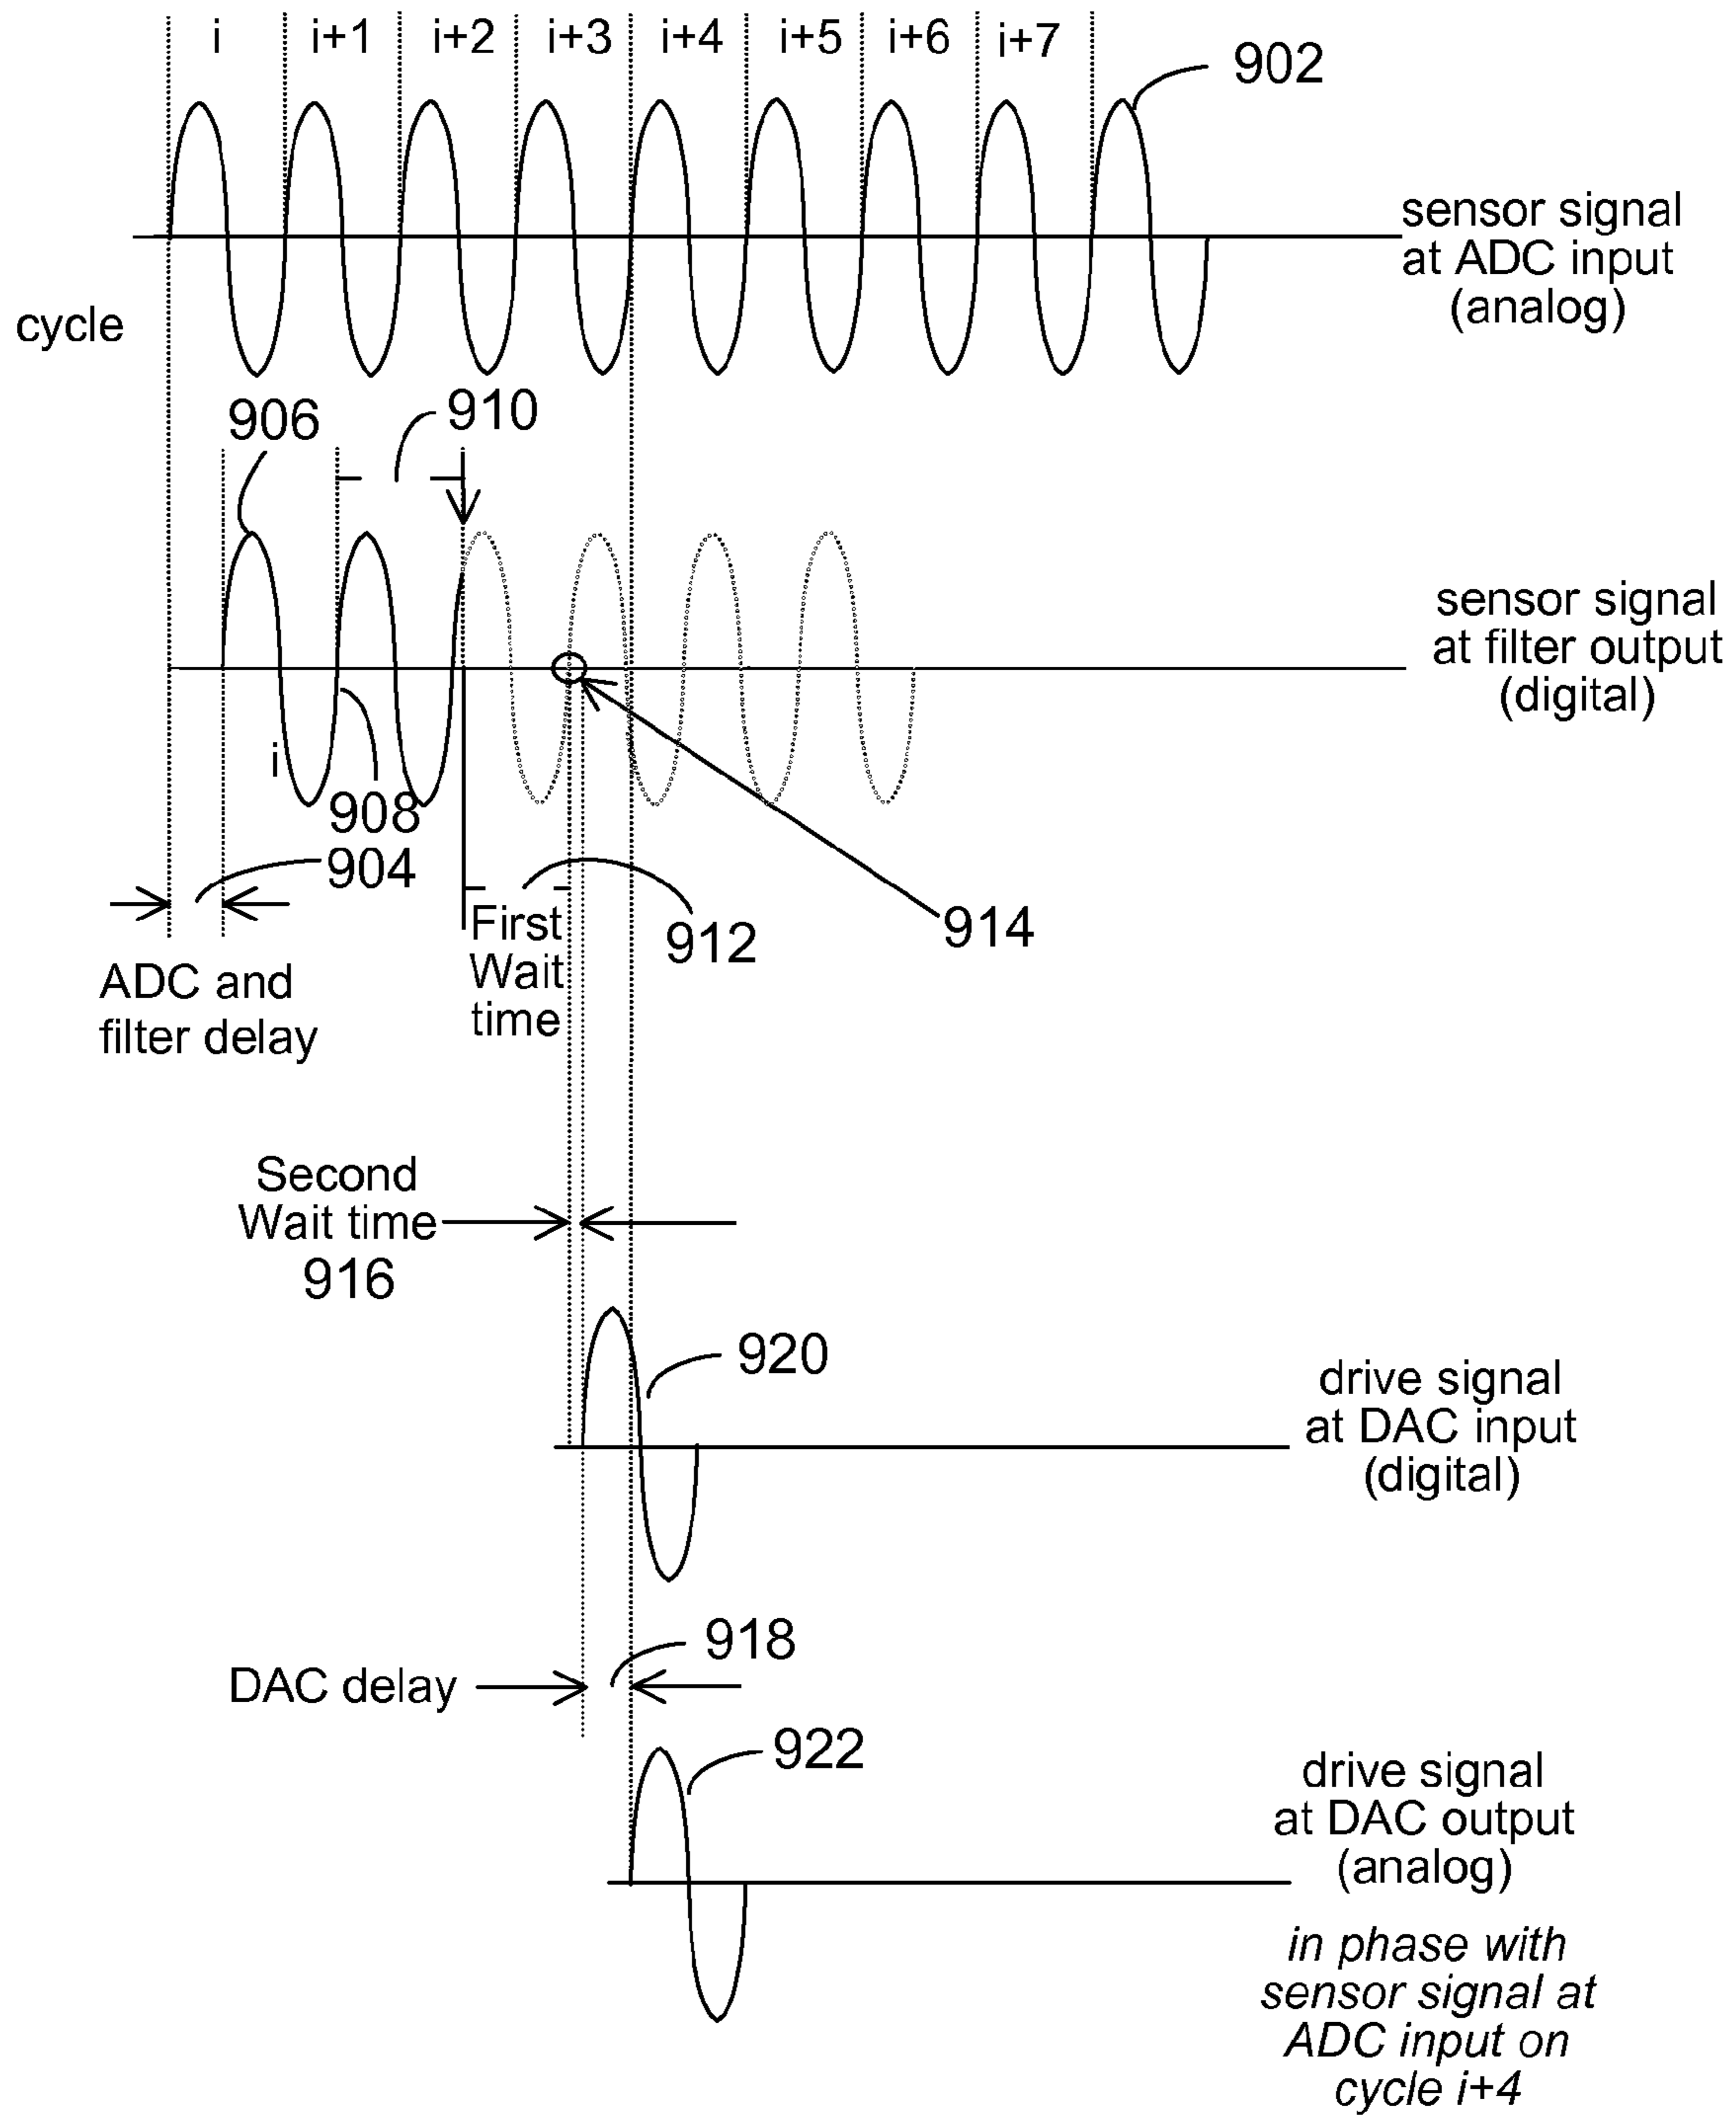 i i+1 i+2 i+3 i+4 i+5 i+6 i+7
902
sensor signal
at ADC input
(analog)
cycle
906
910
sensor signal
at filter output
(digital)
i
908
904
First
Wait
time
912
914
ADC and
filter delay
Second
Wait time
916
920
drive signal
at DAC input
(digital)
918
DAC delay
922
drive signal
at DAC output
(analog)
in phase with
sensor signal at
ADC input on
cycle i+4